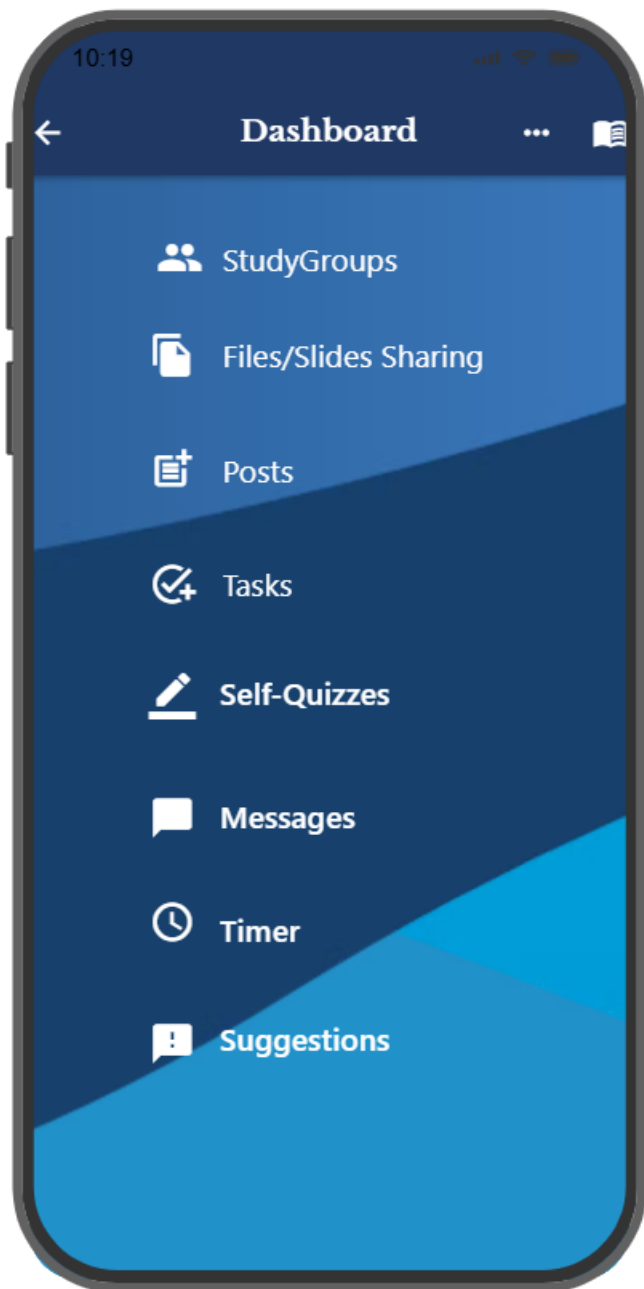 10:19
Dashboard
StudyGroups
Files/Slides Sharing
Posts
Tasks
Self-Quizzes
Messages
Timer
Suggestions